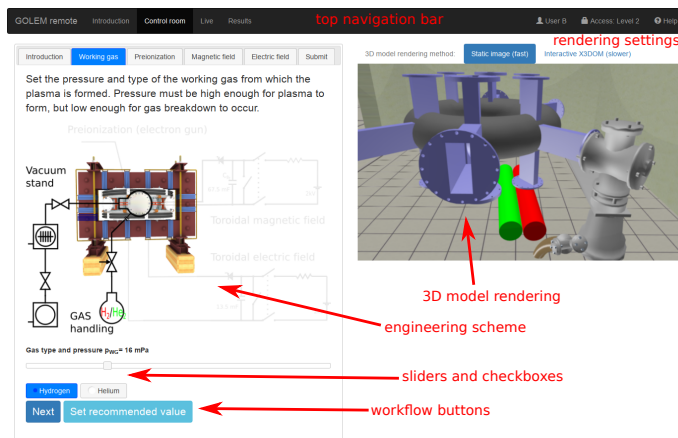 GOLEM remote Introduction Control room Live Results top navigation bar User B Access: Level 2 Help
rendering settings
Introduction Working gas Preionization Magnetic field Electric field Submit
3D model rendering method: Static image (fast) Interactive X3DOM (slower)
Set the pressure and type of the working gas from which the
plasma is formed. Pressure must be high enough for plasma to
form, but low enough for gas breakdown to occur.
Preionization (electron gun)
Vacuum
stand
Toroidal magnetic field
Toroidal electric field
GAS
handling
H₂/He
3D model rendering
engineering scheme
Gas type and pressure pWG= 16 mPa
sliders and checkboxes
Hydrogen Helium
Next Set recommended value
workflow buttons